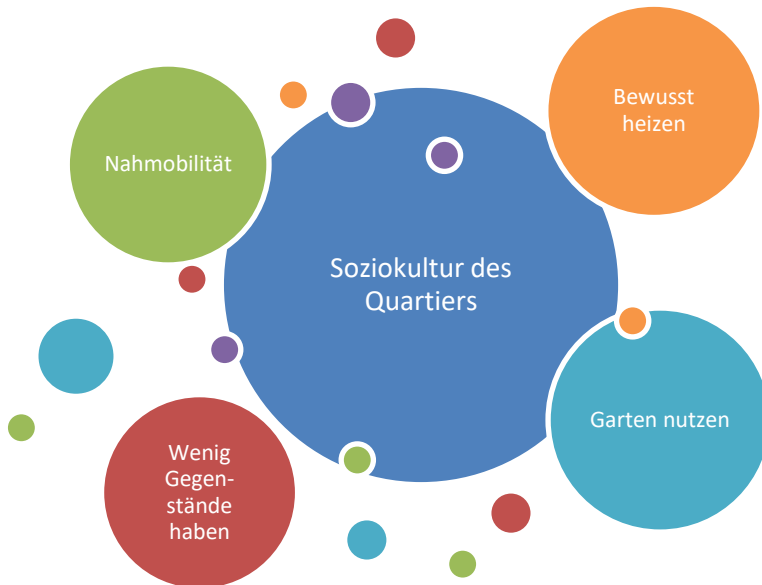 Bewusst
heizen
Nahmobilität
Soziokultur des
Quartiers
Garten nutzen
Wenig
Gegen-
stände
haben